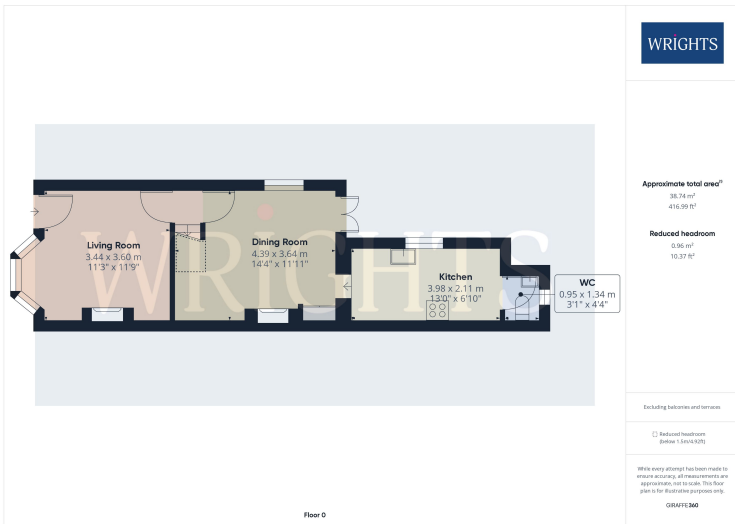 WRIGHTS
Approximate total area⁽¹⁾
38.74 m²
416.99 ft²
Reduced headroom
0.96 m²
10.37 ft²
Living Room
3.44 x 3.60 m
11'3" x 11'9"
Dining Room
4.39 x 3.64 m
14'4" x 11'11"
Kitchen
3.98 x 2.11 m
13'0" x 6'10"
WC
0.95 x 1.34 m
3'1" x 4'4"
WRIGHTS
Floor 0
Excluding balconies and terraces
Reduced headroom
(below 1.5m/4.92ft)
While every attempt has been made to
ensure accuracy, all measurements are
approximate, not to scale. This floor
plan is for illustrative purposes only.
GIRAFFE360